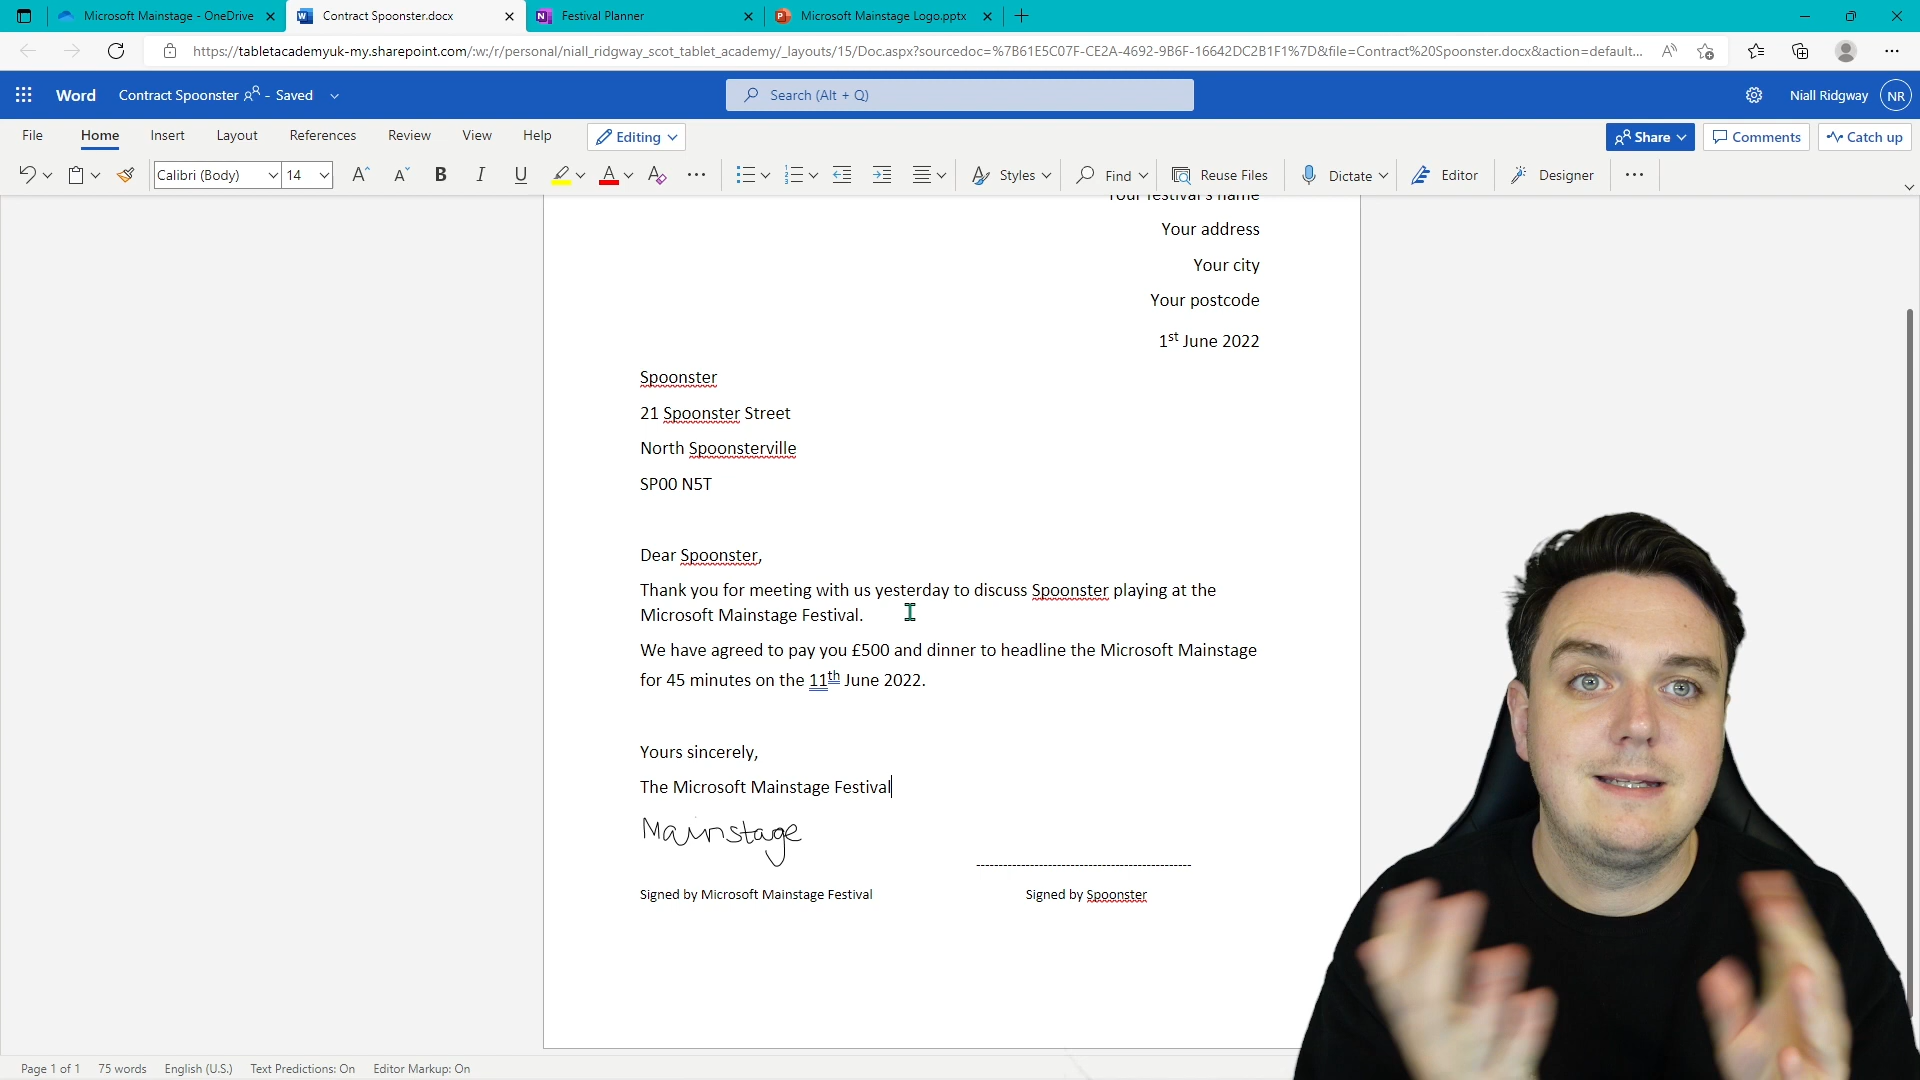 Microsoft Mainstage - OneDrive
Contract Spoonster.docx
Festival Planner
Microsoft Mainstage Logo.pptx
https://tabletacademyuk-my.sharepoint.com/:w:/r/personal/niall_ridgway_scot_tablet_academy/_layouts/15/Doc.aspx?sourcedoc=%7B61E5C07F-CE2A-4692-9B6F-16642DC2B1F1%7D&file=Contract%20Spoonster.docx&action=default...
Word Contract Spoonster - Saved
Search (Alt + Q)
Niall Ridgway NR
File Home Insert Layout References Review View Help Editing Share Comments Catch up
Calibri (Body) 14 Styles Find Reuse Files Dictate Editor Designer
Your festival's name
Your address
Your city
Your postcode
1st June 2022
Spoonster
21 Spoonster Street
North Spoonsterville
SP00 N5T
Dear Spoonster,
Thank you for meeting with us yesterday to discuss Spoonster playing at the
Microsoft Mainstage Festival.
We have agreed to pay you £500 and dinner to headline the Microsoft Mainstage
for 45 minutes on the 11th June 2022.
Yours sincerely,
The Microsoft Mainstage Festival
Mainstage
------------------------------------------------
Signed by Microsoft Mainstage Festival
Signed by Spoonster
Page 1 of 1 75 words English (U.S.) Text Predictions: On Editor Markup: On